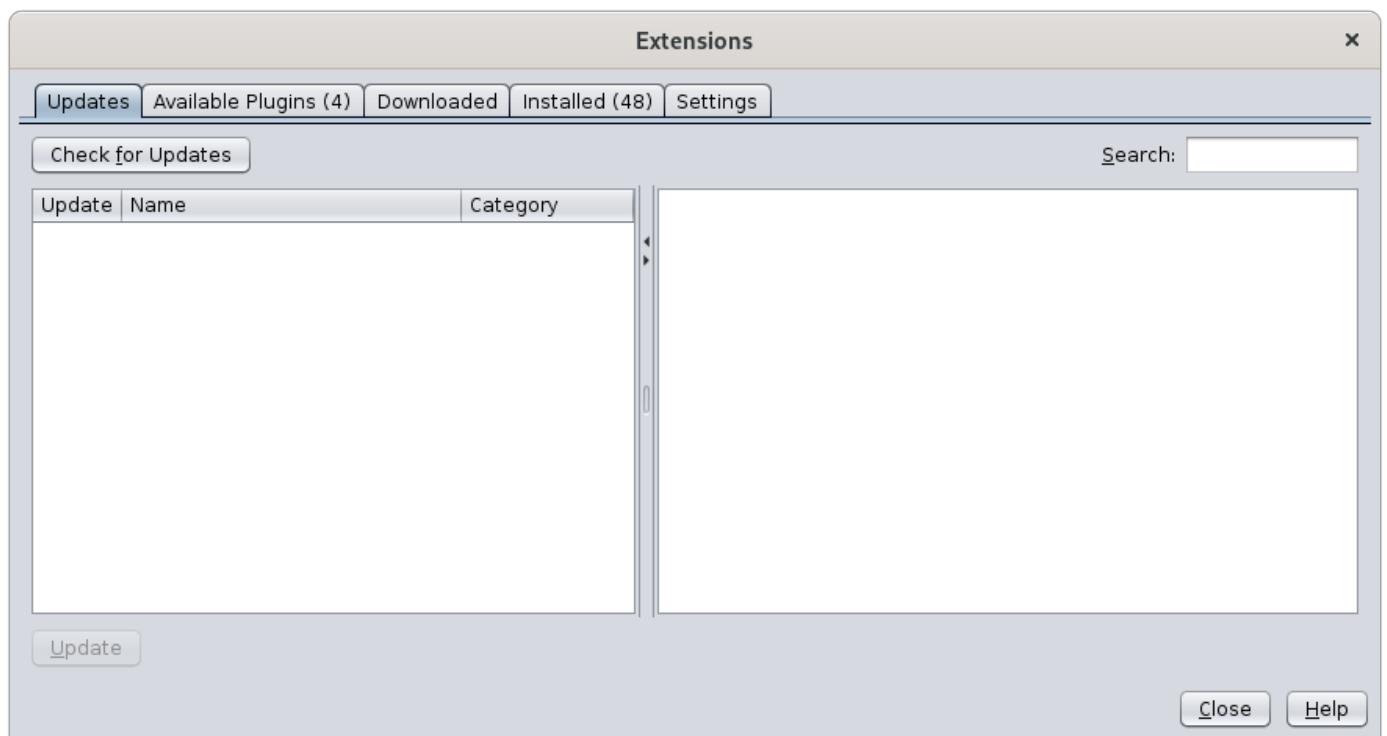 Extensions
Updates Available Plugins (4) Downloaded Installed (48) Settings
Check for Updates Search:
Update Name Category
Update
Close Help